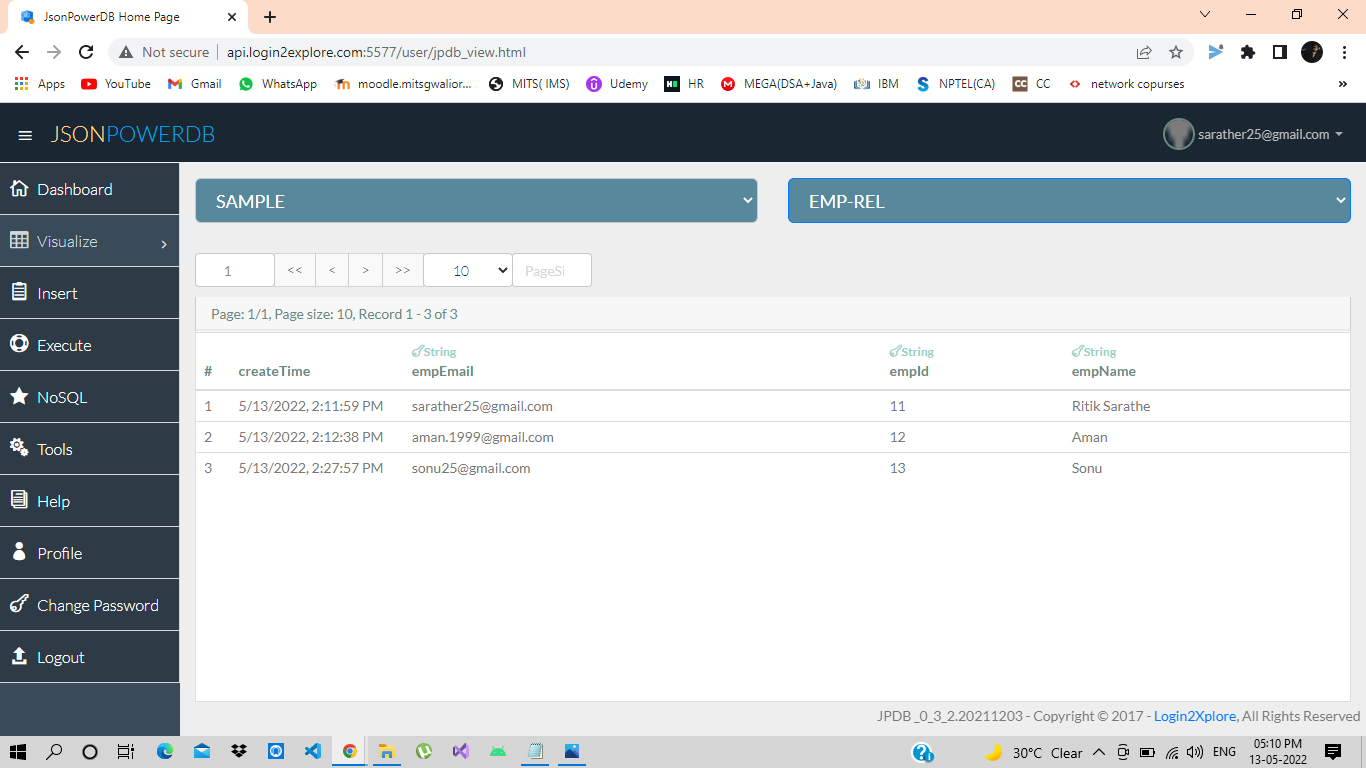 JsonPowerDB Home Page
Not secure api.login2explore.com:5577/user/jpdb_view.html
Apps YouTube Gmail WhatsApp moodle.mitsgwalior... MITS( IMS) Udemy HR MEGA(DSA+Java) IBM NPTEL(CA) CC CC network copurses »
JSONPOWERDB sarather25@gmail.com
Dashboard
Visualize
Insert
Execute
NoSQL
Tools
Help
Profile
Change Password
Logout
SAMPLE EMP-REL
1 << < > >> 10 PageSi
Page: 1/1, Page size: 10, Record 1 - 3 of 3
String String String
# createTime empEmail empId empName
1 5/13/2022, 2:11:59 PM sarather25@gmail.com 11 Ritik Sarathe
2 5/13/2022, 2:12:38 PM aman.1999@gmail.com 12 Aman
3 5/13/2022, 2:27:57 PM sonu25@gmail.com 13 Sonu
JPDB _0_3_2.20211203 - Copyright © 2017 - Login2Xplore, All Rights Reserved
30°C Clear ENG 05:10 PM
13-05-2022